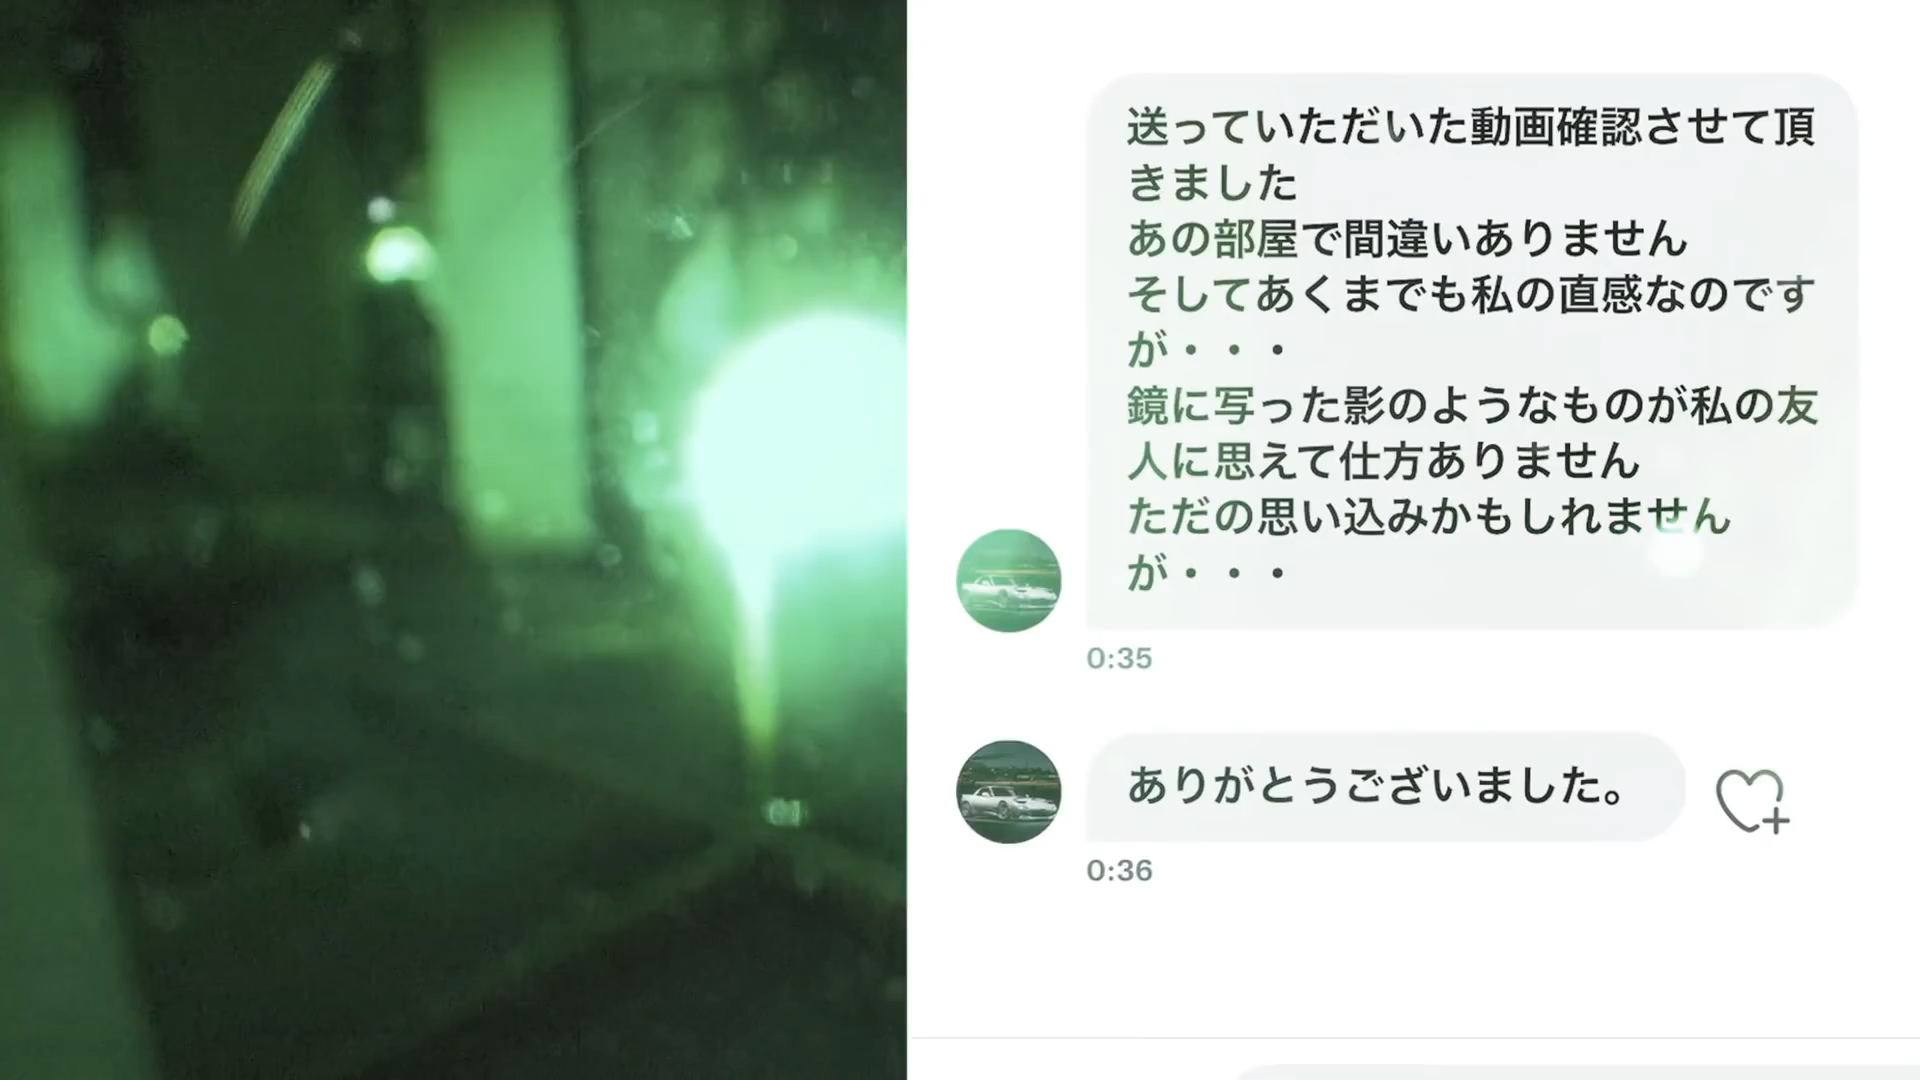 送っていただいた動画確認させて頂
きました
あの部屋で間違いありません
そしてあくまでも私の直感なのです
が・・・
鏡に写った影のようなものが私の友
人に思えて仕方ありません
ただの思い込みかもしれません
が・・・
0:35
ありがとうございました。
0:36